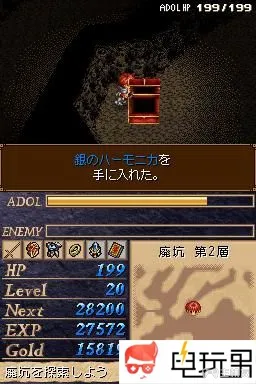 ADOL HP 199/199
銀のハーモニカを
手に入れた。
ADOL
ENEMY
廃坑 第2層
HP 199
Level 20
Next 28200
EXP 27572
Gold 15819
廃坑を探索しよう
电玩男